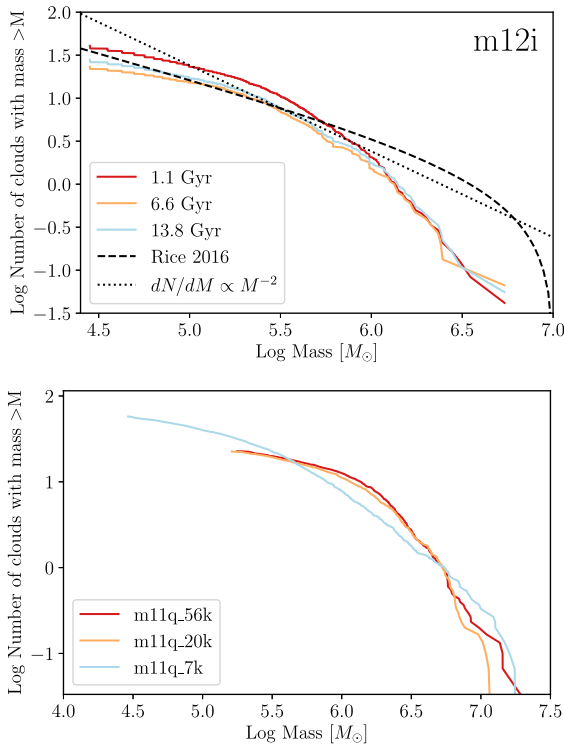 m12i
Log Number of clouds with mass >M
2.0
1.5
1.0
0.5
0.0
−0.5
−1.0
−1.5
1.1 Gyr
6.6 Gyr
13.8 Gyr
Rice 2016
dN/dM ∝ M⁻²
4.5 5.0 5.5 6.0 6.5 7.0
Log Mass [M⊙]
Log Number of clouds with mass >M
2
1
0
−1
m11q_56k
m11q_20k
m11q_7k
4.0 4.5 5.0 5.5 6.0 6.5 7.0 7.5
Log Mass [M⊙]